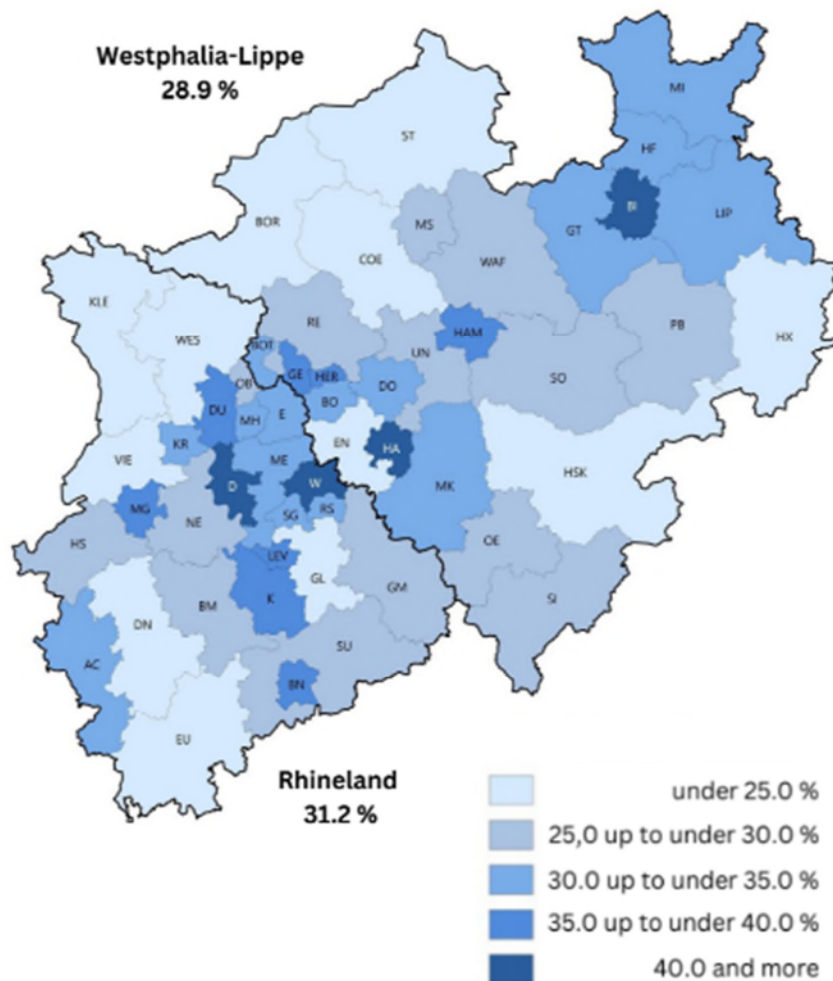 Westphalia-Lippe
28.9 %
MI
ST
HF
BI
LIP
BOR
MS
GT
COE
WAF
KLE
RE
HAM
PB
HX
WES
BOT
UN
OB
GE
HER
DO
SO
DU
MH
E
BO
KR
EN
HA
VIE
ME
HSK
D
W
MK
MG
NE
SG
RS
HS
OE
LEV
GL
K
BM
GM
SI
DN
SU
AC
BN
EU
Rhineland
31.2 %
under 25.0 %
25,0 up to under 30.0 %
30.0 up to under 35.0 %
35.0 up to under 40.0 %
40.0 and more